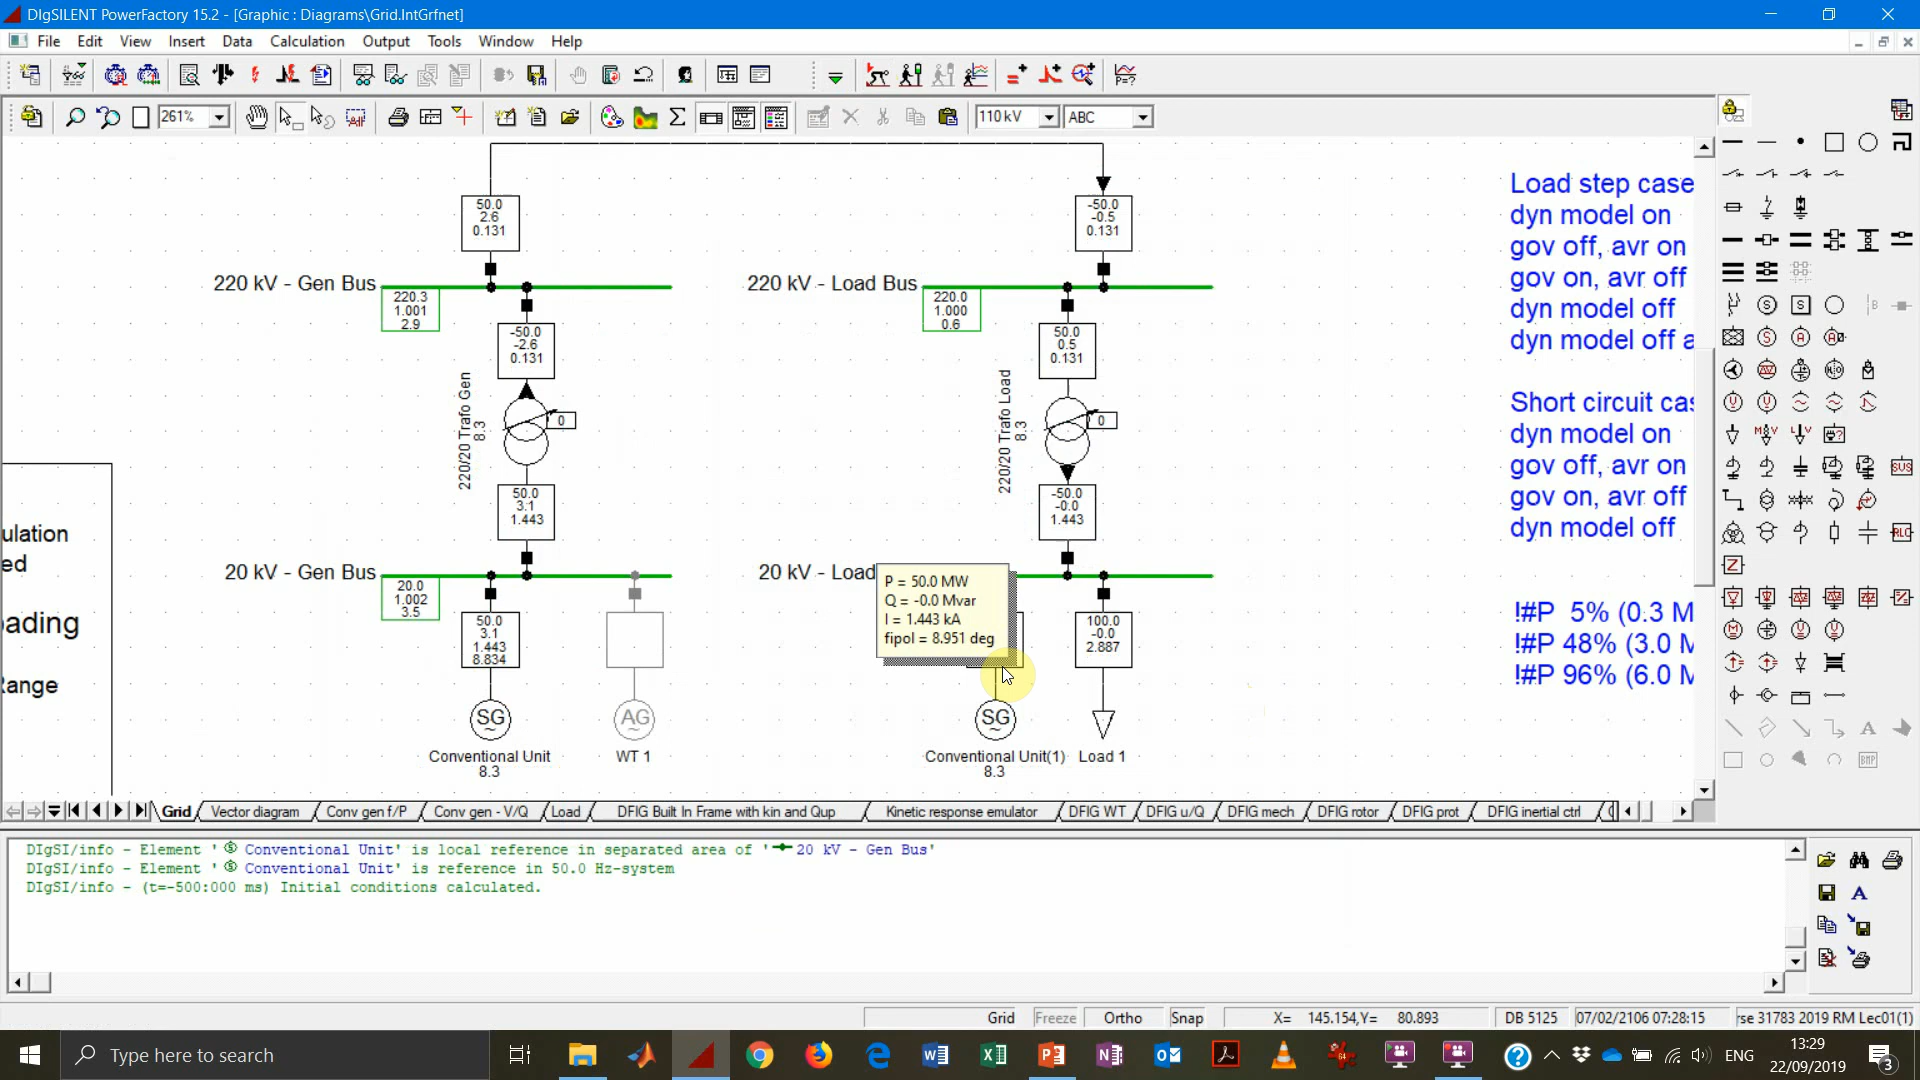 DIgSILENT PowerFactory 15.2 - [Graphic : Diagrams\Grid.IntGrfnet]
File Edit View Insert Data Calculation Output Tools Window Help
261% 110 kV ABC
50.0
2.6
0.131
-50.0
-0.5
0.131
220 kV - Gen Bus
220.3
1.001
2.9
220 kV - Load Bus
220.0
1.000
0.6
-50.0
-2.6
0.131
50.0
0.5
0.131
220/20 Trafo Gen
8.3
0
220/20 Trafo Load
8.3
0
50.0
3.1
1.443
-50.0
-0.0
1.443
20 kV - Gen Bus
20.0
1.002
3.5
20 kV - Load
P = 50.0 MW
Q = -0.0 Mvar
I = 1.443 kA
fipol = 8.951 deg
50.0
3.1
1.443
8.834
100.0
-0.0
2.887
SG
AG
SG
Conventional Unit
8.3
WT 1
Conventional Unit(1)
8.3
Load 1
ulation
ed
ading
Range
Load step case
dyn model on
gov off, avr on
gov on, avr off
dyn model off
dyn model off a
Short circuit cas
dyn model on
gov off, avr on
gov on, avr off
dyn model off
!#P 5% (0.3 M
!#P 48% (3.0 M
!#P 96% (6.0 M
Grid Vector diagram Conv gen f/P Conv gen - V/Q Load DFIG Built In Frame with kin and Qup Kinetic response emulator DFIG WT DFIG u/Q DFIG mech DFIG rotor DFIG prot DFIG inertial ctrl
DIgSI/info - Element 'Conventional Unit' is local reference in separated area of '20 kV - Gen Bus'
DIgSI/info - Element 'Conventional Unit' is reference in 50.0 Hz-system
DIgSI/info - (t=-500:000 ms) Initial conditions calculated.
Grid Freeze Ortho Snap X= 145.154,Y= 80.893 DB 5125 07/02/2106 07:28:15 rse 31783 2019 RM Lec01(1)
Type here to search
ENG
13:29
22/09/2019
3